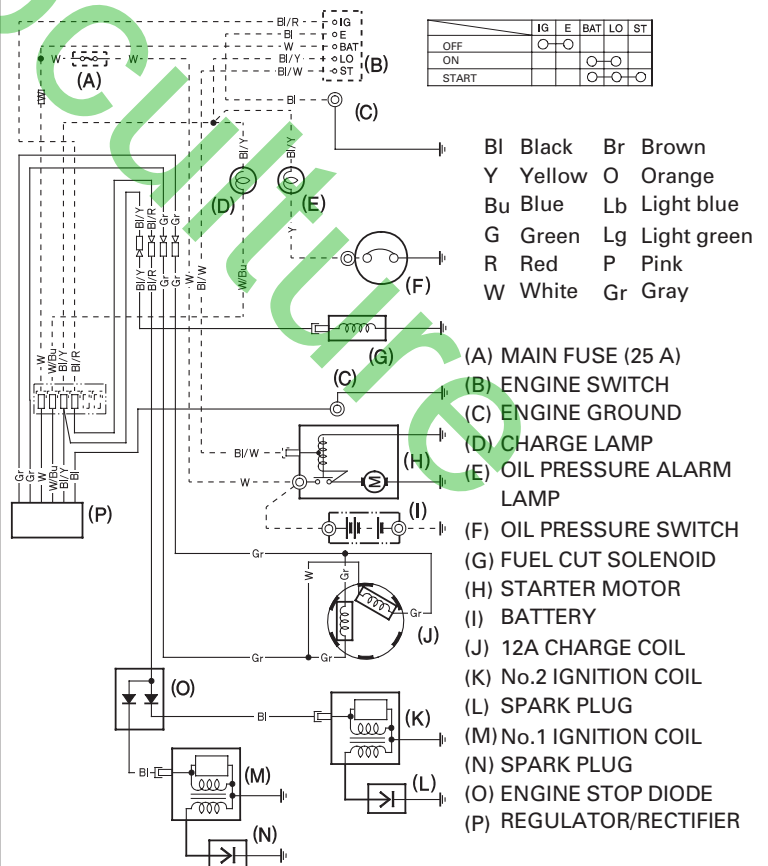 oculture
IG E BAT LO ST
OFF
ON
START
Bl/R IG
Bl E
W BAT
Bl/Y LO
Bl/W ST
(B)
W W
(A)
W
Bl
(C)
Bl/Y
Bl/Y
(D)
(E)
Y
(F)
Bl Black Br Brown
Y Yellow O Orange
Bu Blue Lb Light blue
G Green Lg Light green
R Red P Pink
W White Gr Gray
Bl/Y
Bl/R
Gr
Gr
Bl/Y
Bl/R
Gr
Gr
W
Bl/W
W/Bu
(G)
(C)
W
W/Bu
Bl/Y
Bl/R
Bl/W
W
(H)
M
(I)
Gr
Gr
W
W/Bu
Bl/Y
Bl
(P)
Gr
W
Gr
Gr
(J)
Gr
Gr
(O)
Bl
(K)
(L)
Bl
(M)
(N)
(A) MAIN FUSE (25 A)
(B) ENGINE SWITCH
(C) ENGINE GROUND
(D) CHARGE LAMP
(E) OIL PRESSURE ALARM
LAMP
(F) OIL PRESSURE SWITCH
(G) FUEL CUT SOLENOID
(H) STARTER MOTOR
(I) BATTERY
(J) 12A CHARGE COIL
(K) No.2 IGNITION COIL
(L) SPARK PLUG
(M) No.1 IGNITION COIL
(N) SPARK PLUG
(O) ENGINE STOP DIODE
(P) REGULATOR/RECTIFIER